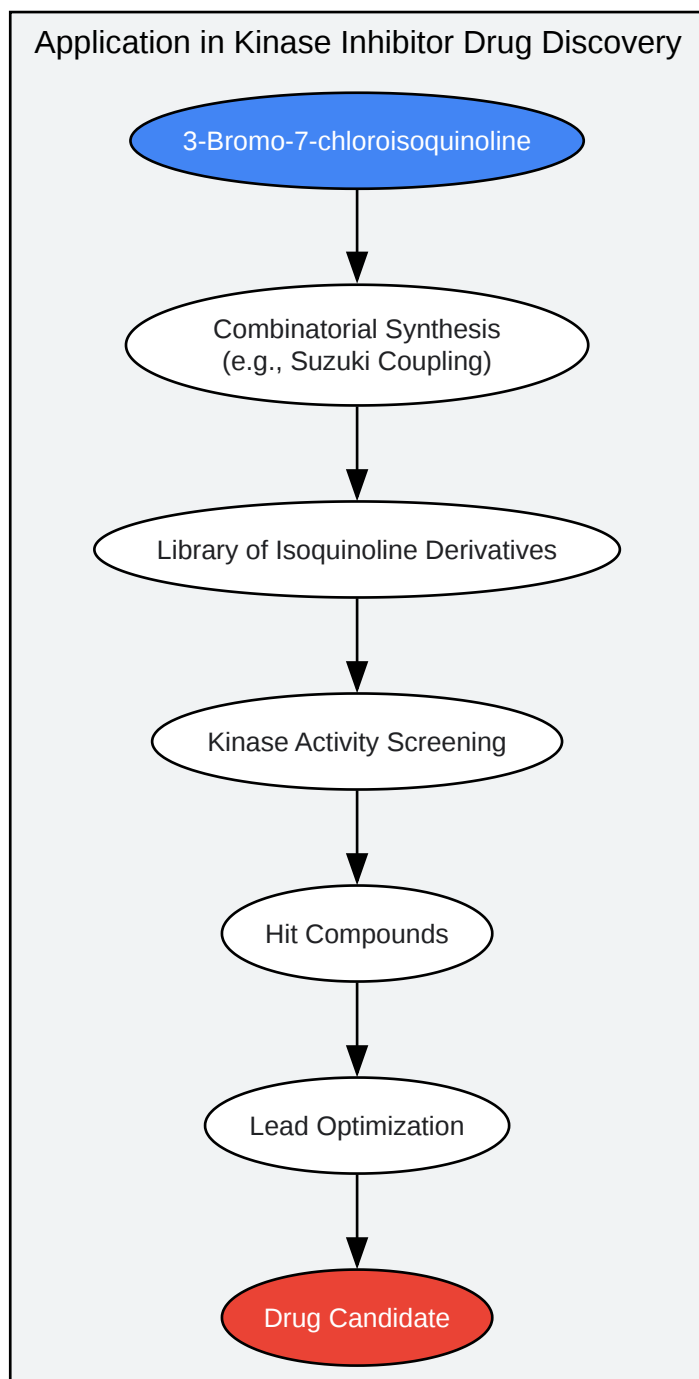 Application in Kinase Inhibitor Drug Discovery
3-Bromo-7-chloroisoquinoline
Combinatorial Synthesis
(e.g., Suzuki Coupling)
Library of Isoquinoline Derivatives
Kinase Activity Screening
Hit Compounds
Lead Optimization
Drug Candidate